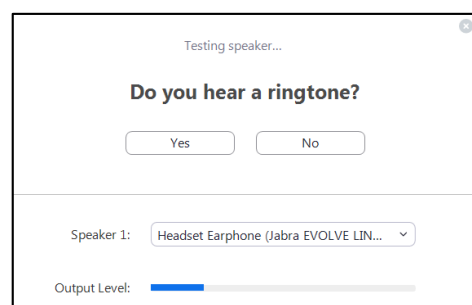 Testing speaker...
Do you hear a ringtone?
Yes
No
Speaker 1:
Headset Earphone (Jabra EVOLVE LIN...
Output Level: